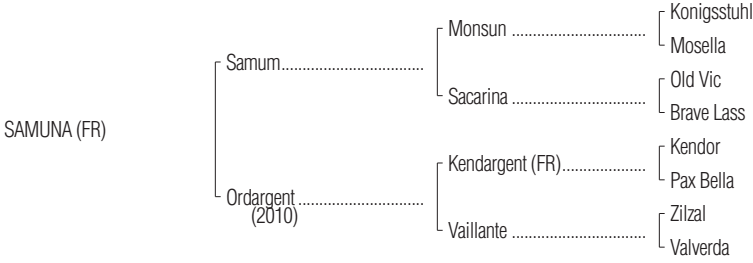 Konigsstuhl
Monsun ................................
Mosella
Samum..................................
Old Vic
Sacarina ................................
Brave Lass
SAMUNA (FR)
Kendor
Kendargent (FR)....................
Pax Bella
Ordargent ..............................
(2010)
Zilzal
Vaillante ................................
Valverda